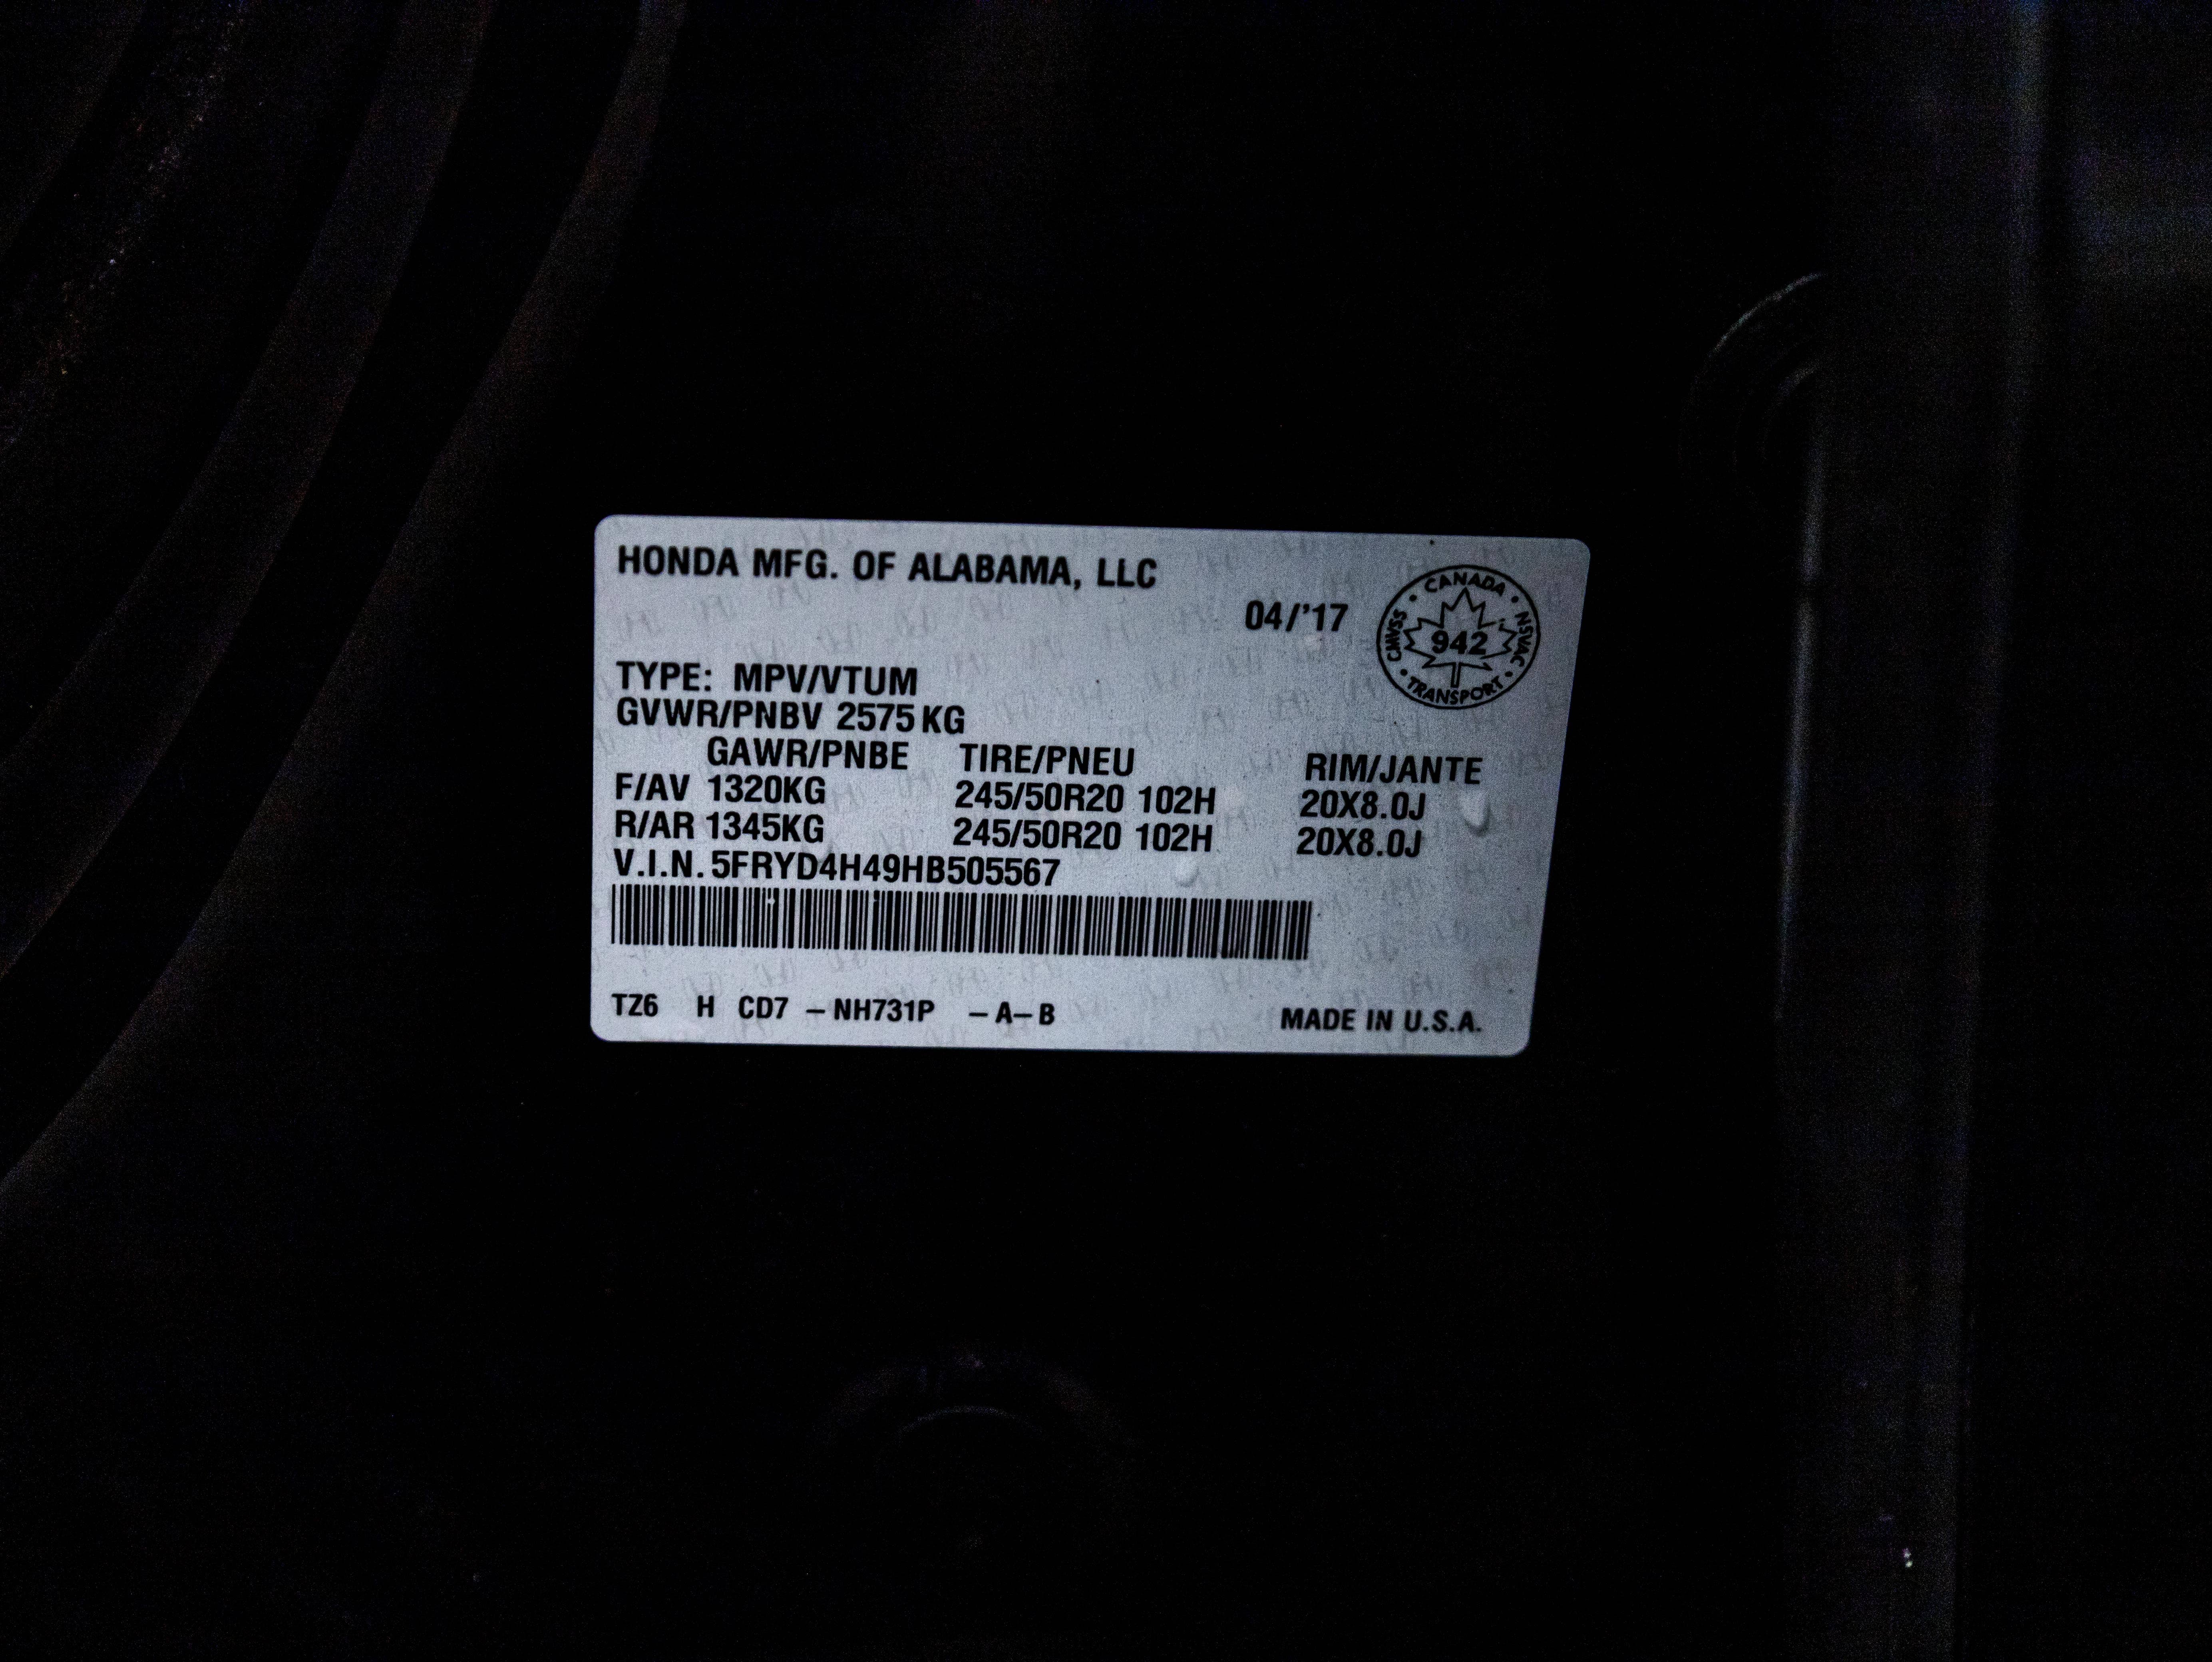 HONDA MFG. OF ALABAMA, LLC
04/'17
CANADA • NSVAC • TRANSPORT • CMVSS •
942
TYPE: MPV/VTUM
GVWR/PNBV 2575 KG
GAWR/PNBE TIRE/PNEU RIM/JANTE
F/AV 1320KG 245/50R20 102H 20X8.0J
R/AR 1345KG 245/50R20 102H 20X8.0J
V.I.N. 5FRYD4H49HB505567
TZ6 H CD7 – NH731P – A – B MADE IN U.S.A.